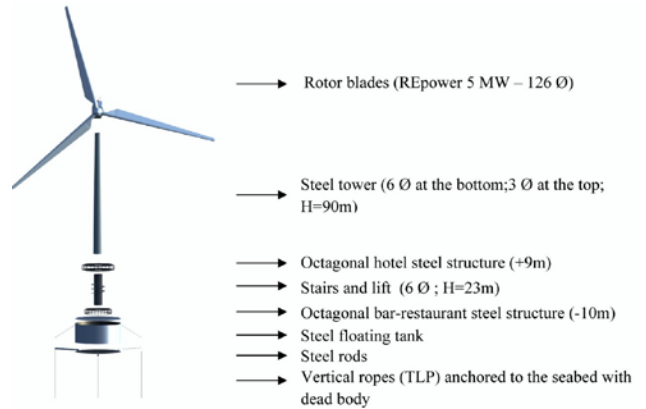 Rotor blades (REpower 5 MW – 126 Ø)
Steel tower (6 Ø at the bottom;3 Ø at the top;
H=90m)
Octagonal hotel steel structure (+9m)
Stairs and lift (6 Ø ; H=23m)
Octagonal bar-restaurant steel structure (-10m)
Steel floating tank
Steel rods
Vertical ropes (TLP) anchored to the seabed with
dead body